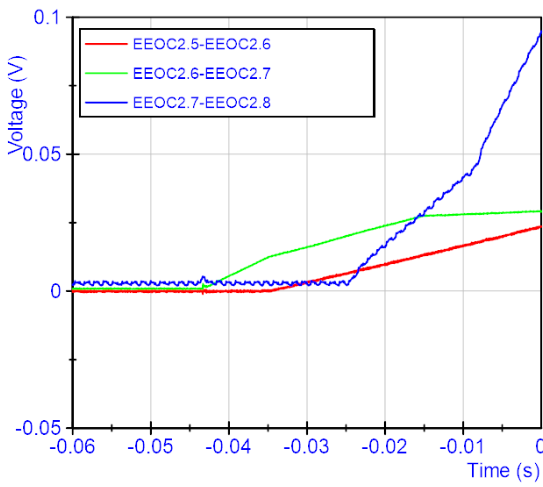 0.1
EEOC2.5-EEOC2.6
EEOC2.6-EEOC2.7
EEOC2.7-EEOC2.8
Voltage (V)
0.05
0
-0.05
-0.06 -0.05 -0.04 -0.03 -0.02 -0.01 0
Time (s)